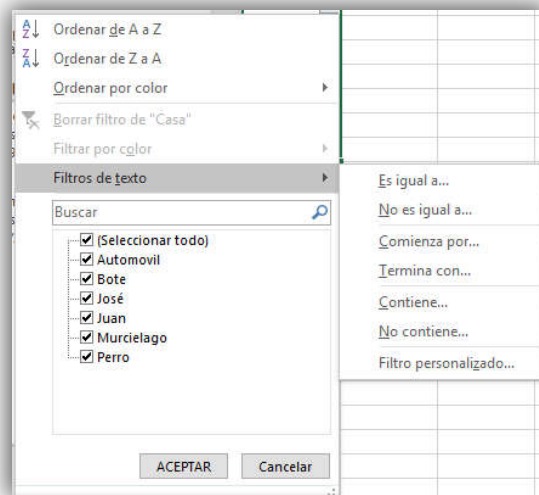 Ordenar de A a Z
Ordenar de Z a A
Ordenar por color
Borrar filtro de "Casa"
Filtrar por color
Filtros de texto
Buscar
(Seleccionar todo)
Automovil
Bote
José
Juan
Murcielago
Perro
ACEPTAR
Cancelar
Es igual a...
No es igual a...
Comienza por...
Termina con...
Contiene...
No contiene...
Filtro personalizado...